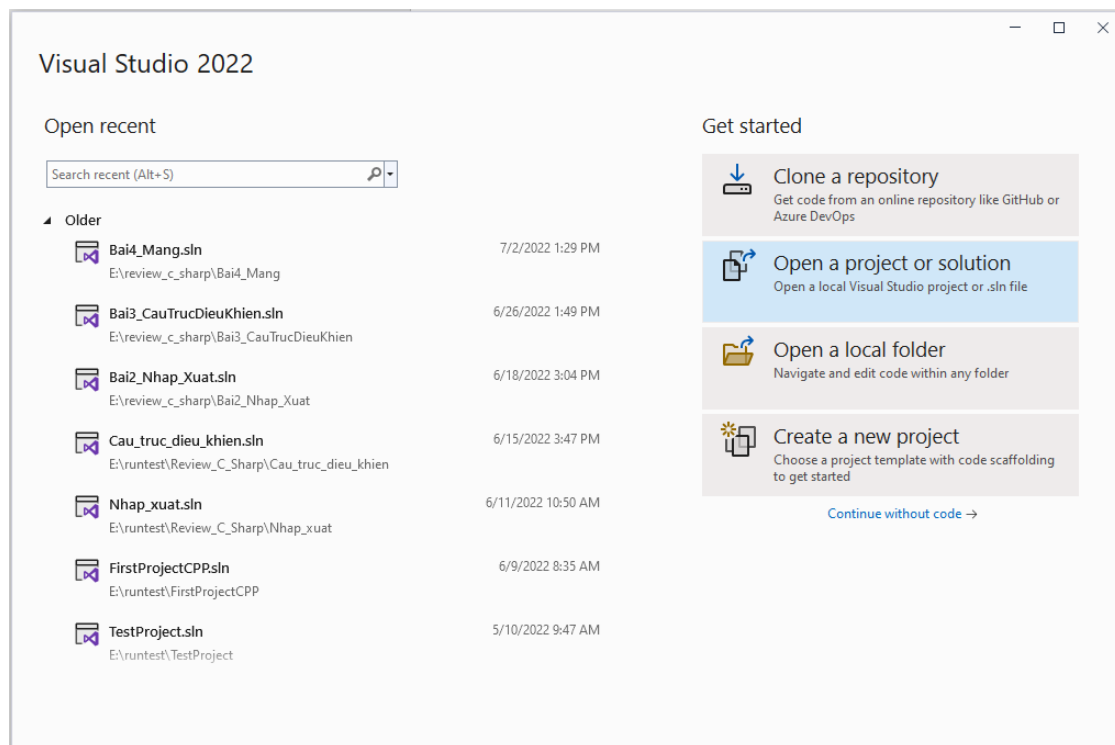 Visual Studio 2022
Open recent
Search recent (Alt+S)
Older
Bai4_Mang.sln 7/2/2022 1:29 PM
E:\review_c_sharp\Bai4_Mang
Bai3_CauTrucDieuKhien.sln 6/26/2022 1:49 PM
E:\review_c_sharp\Bai3_CauTrucDieuKhien
Bai2_Nhap_Xuat.sln 6/18/2022 3:04 PM
E:\review_c_sharp\Bai2_Nhap_Xuat
Cau_truc_dieu_khien.sln 6/15/2022 3:47 PM
E:\runtest\Review_C_Sharp\Cau_truc_dieu_khien
Nhap_xuat.sln 6/11/2022 10:50 AM
E:\runtest\Review_C_Sharp\Nhap_xuat
FirstProjectCPP.sln 6/9/2022 8:35 AM
E:\runtest\FirstProjectCPP
TestProject.sln 5/10/2022 9:47 AM
E:\runtest\TestProject
Get started
Clone a repository
Get code from an online repository like GitHub or
Azure DevOps
Open a project or solution
Open a local Visual Studio project or .sln file
Open a local folder
Navigate and edit code within any folder
Create a new project
Choose a project template with code scaffolding
to get started
Continue without code →